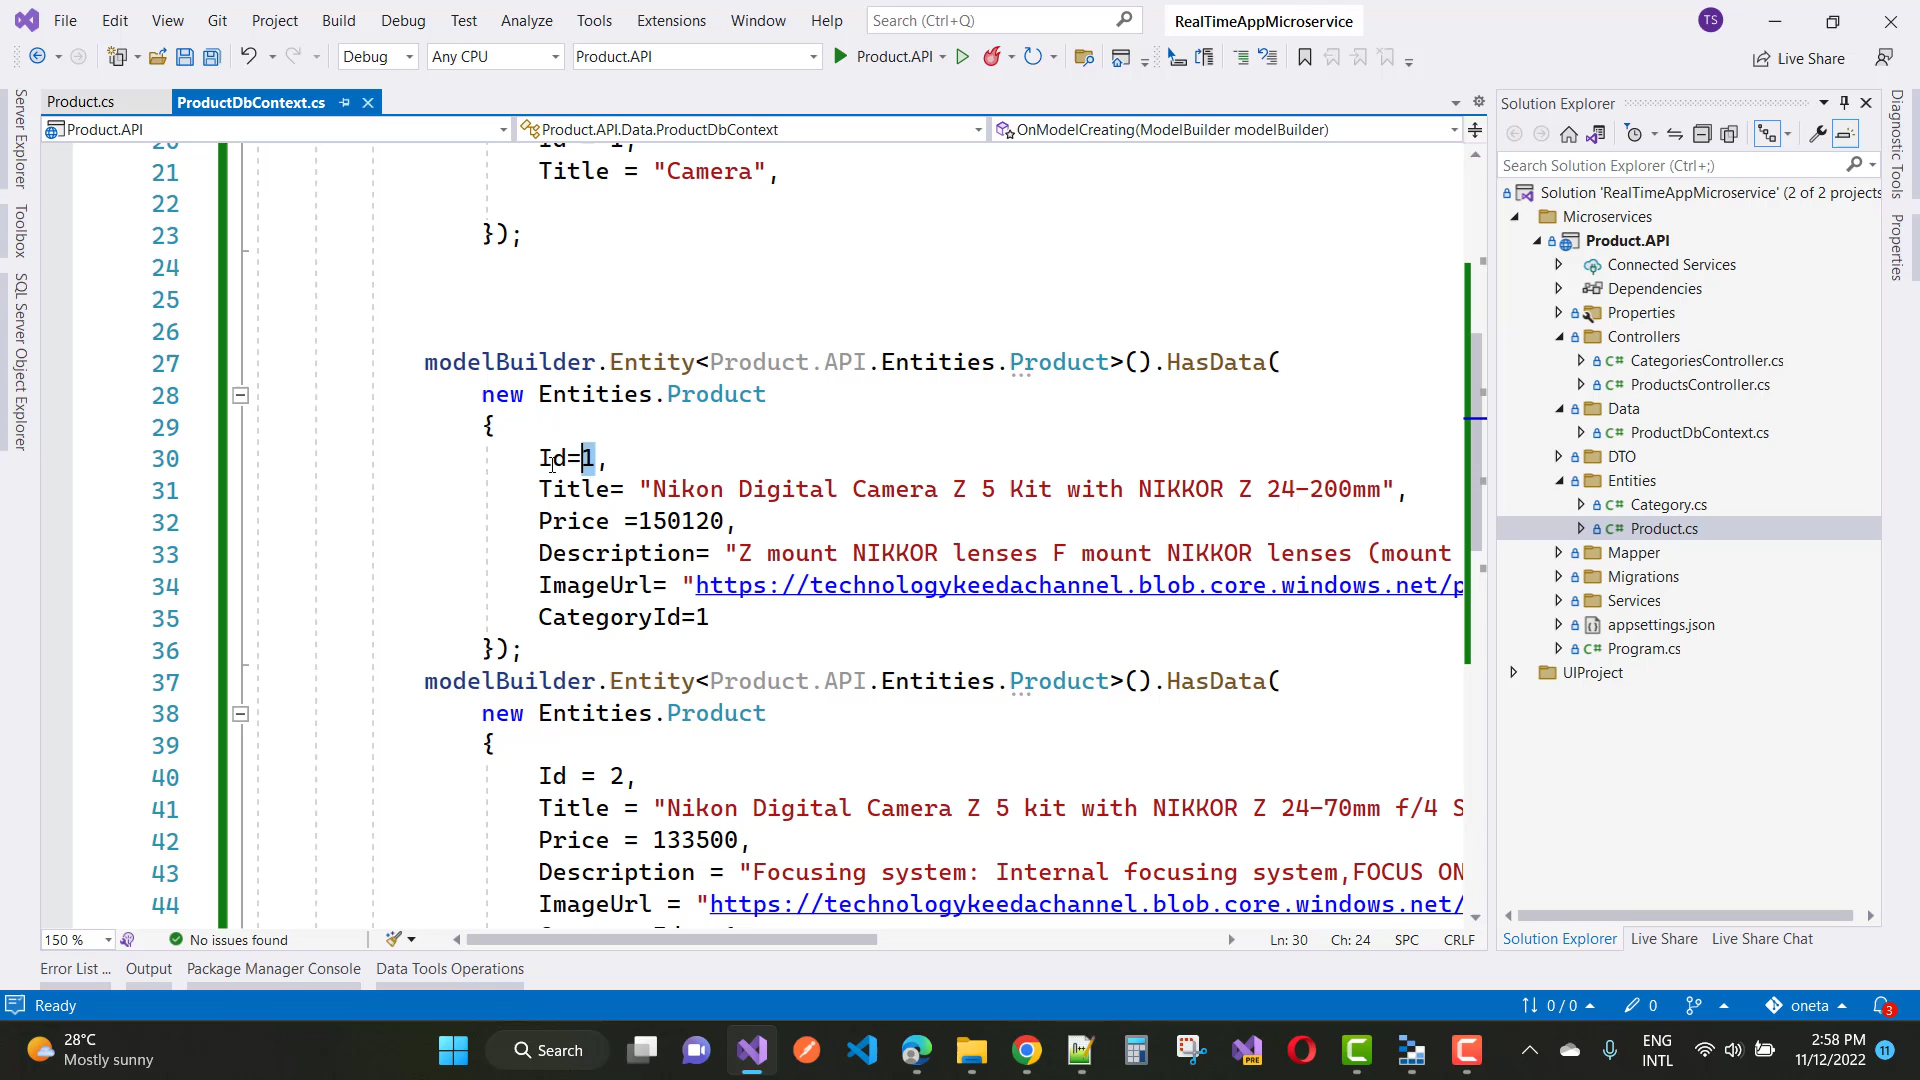 File Edit View Git Project Build Debug Test Analyze Tools Extensions Window Help Search (Ctrl+Q) RealTimeAppMicroservice TS
Debug Any CPU Product.API Product.API Live Share
Product.cs ProductDbContext.cs
Product.API Product.API.Data.ProductDbContext OnModelCreating(ModelBuilder modelBuilder)
Server Explorer
Toolbox
SQL Server Object Explorer
20 Id = 1,
21 Title = "Camera",
22
23 });
24
25
26
27 modelBuilder.Entity<Product.API.Entities.Product>().HasData(
28 new Entities.Product
29 {
30 Id=1,
31 Title= "Nikon Digital Camera Z 5 Kit with NIKKOR Z 24-200mm",
32 Price =150120,
33 Description= "Z mount NIKKOR lenses F mount NIKKOR lenses (mount
34 ImageUrl= "https://technologykeedachannel.blob.core.windows.net/p
35 CategoryId=1
36 });
37 modelBuilder.Entity<Product.API.Entities.Product>().HasData(
38 new Entities.Product
39 {
40 Id = 2,
41 Title = "Nikon Digital Camera Z 5 kit with NIKKOR Z 24-70mm f/4 S
42 Price = 133500,
43 Description = "Focusing system: Internal focusing system,FOCUS ON
44 ImageUrl = "https://technologykeedachannel.blob.core.windows.net/
150 % No issues found Ln: 30 Ch: 24 SPC CRLF
Error List ... Output Package Manager Console Data Tools Operations
Solution Explorer
Search Solution Explorer (Ctrl+;)
Solution 'RealTimeAppMicroservice' (2 of 2 projects
Microservices
Product.API
Connected Services
Dependencies
Properties
Controllers
C# CategoriesController.cs
C# ProductsController.cs
Data
C# ProductDbContext.cs
DTO
Entities
C# Category.cs
C# Product.cs
Mapper
Migrations
Services
appsettings.json
C# Program.cs
UIProject
Solution Explorer Live Share Live Share Chat
Diagnostic Tools
Properties
Ready 0 / 0 0 oneta 3
28°C
Mostly sunny
Search
PRE
ENG
INTL
2:58 PM
11/12/2022
11